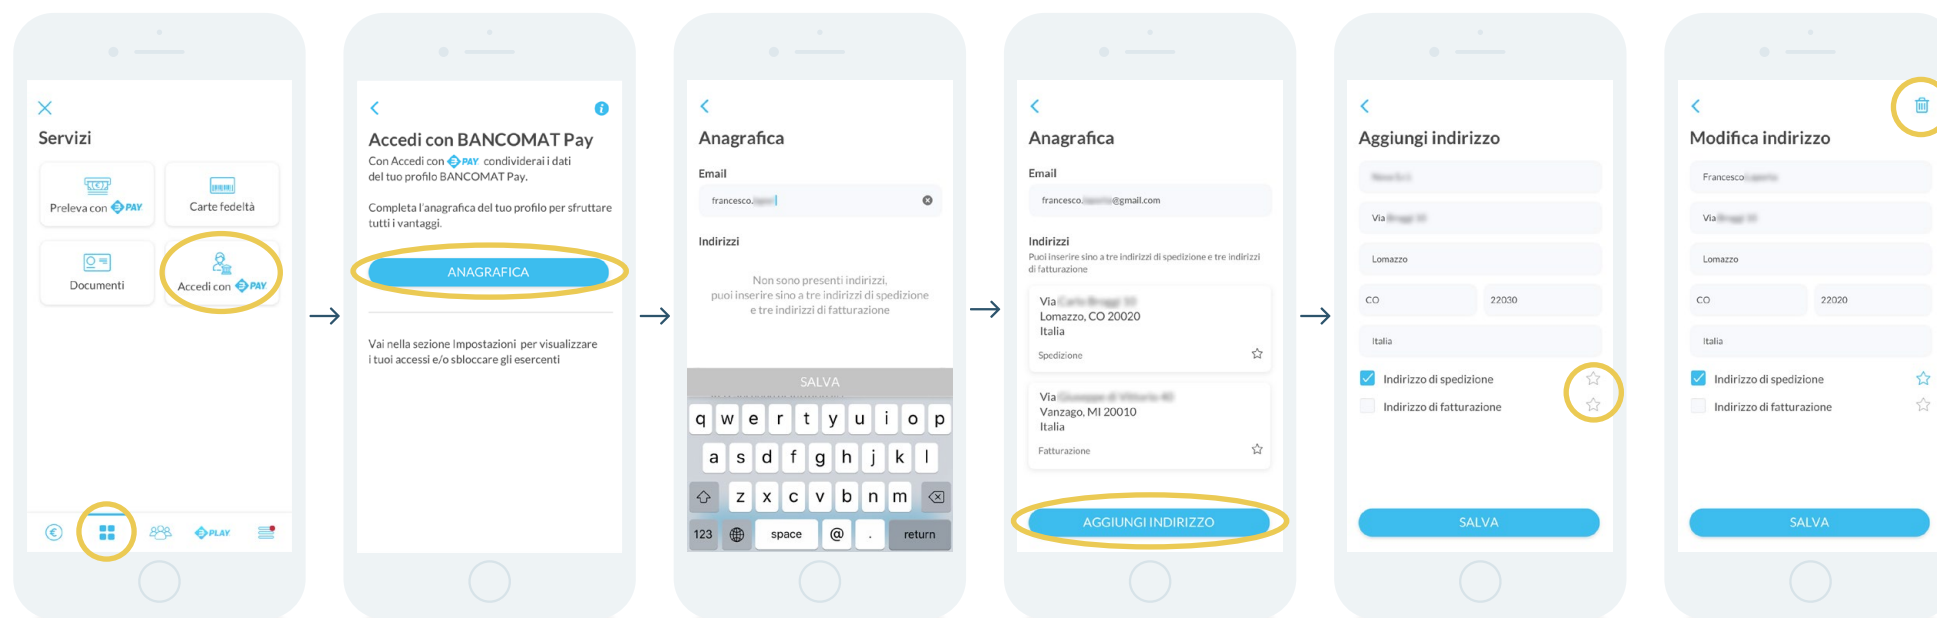 Servizi
Preleva con PAY
Carte fedeltà
Documenti
Accedi con PAY
€
PLAY
Accedi con BANCOMAT Pay
Con Accedi con PAY condividerai i dati
del tuo profilo BANCOMAT Pay.
Completa l'anagrafica del tuo profilo per sfruttare
tutti i vantaggi.
ANAGRAFICA
Vai nella sezione Impostazioni per visualizzare
i tuoi accessi e/o sbloccare gli esercenti
Anagrafica
Email
francesco.
Indirizzi
Non sono presenti indirizzi,
puoi inserire sino a tre indirizzi di spedizione
e tre indirizzi di fatturazione
SALVA
q w e r t y u i o p
a s d f g h j k l
z x c v b n m
123 space @ . return
Anagrafica
Email
francesco. @gmail.com
Indirizzi
Puoi inserire sino a tre indirizzi di spedizione e tre indirizzi
di fatturazione
Via
Lomazzo, CO 20020
Italia
Spedizione
Via
Vanzago, MI 20010
Italia
Fatturazione
AGGIUNGI INDIRIZZO
Aggiungi indirizzo
Via
Lomazzo
CO 22030
Italia
Indirizzo di spedizione
Indirizzo di fatturazione
SALVA
Modifica indirizzo
Francesco
Via
Lomazzo
CO 22020
Italia
Indirizzo di spedizione
Indirizzo di fatturazione
SALVA